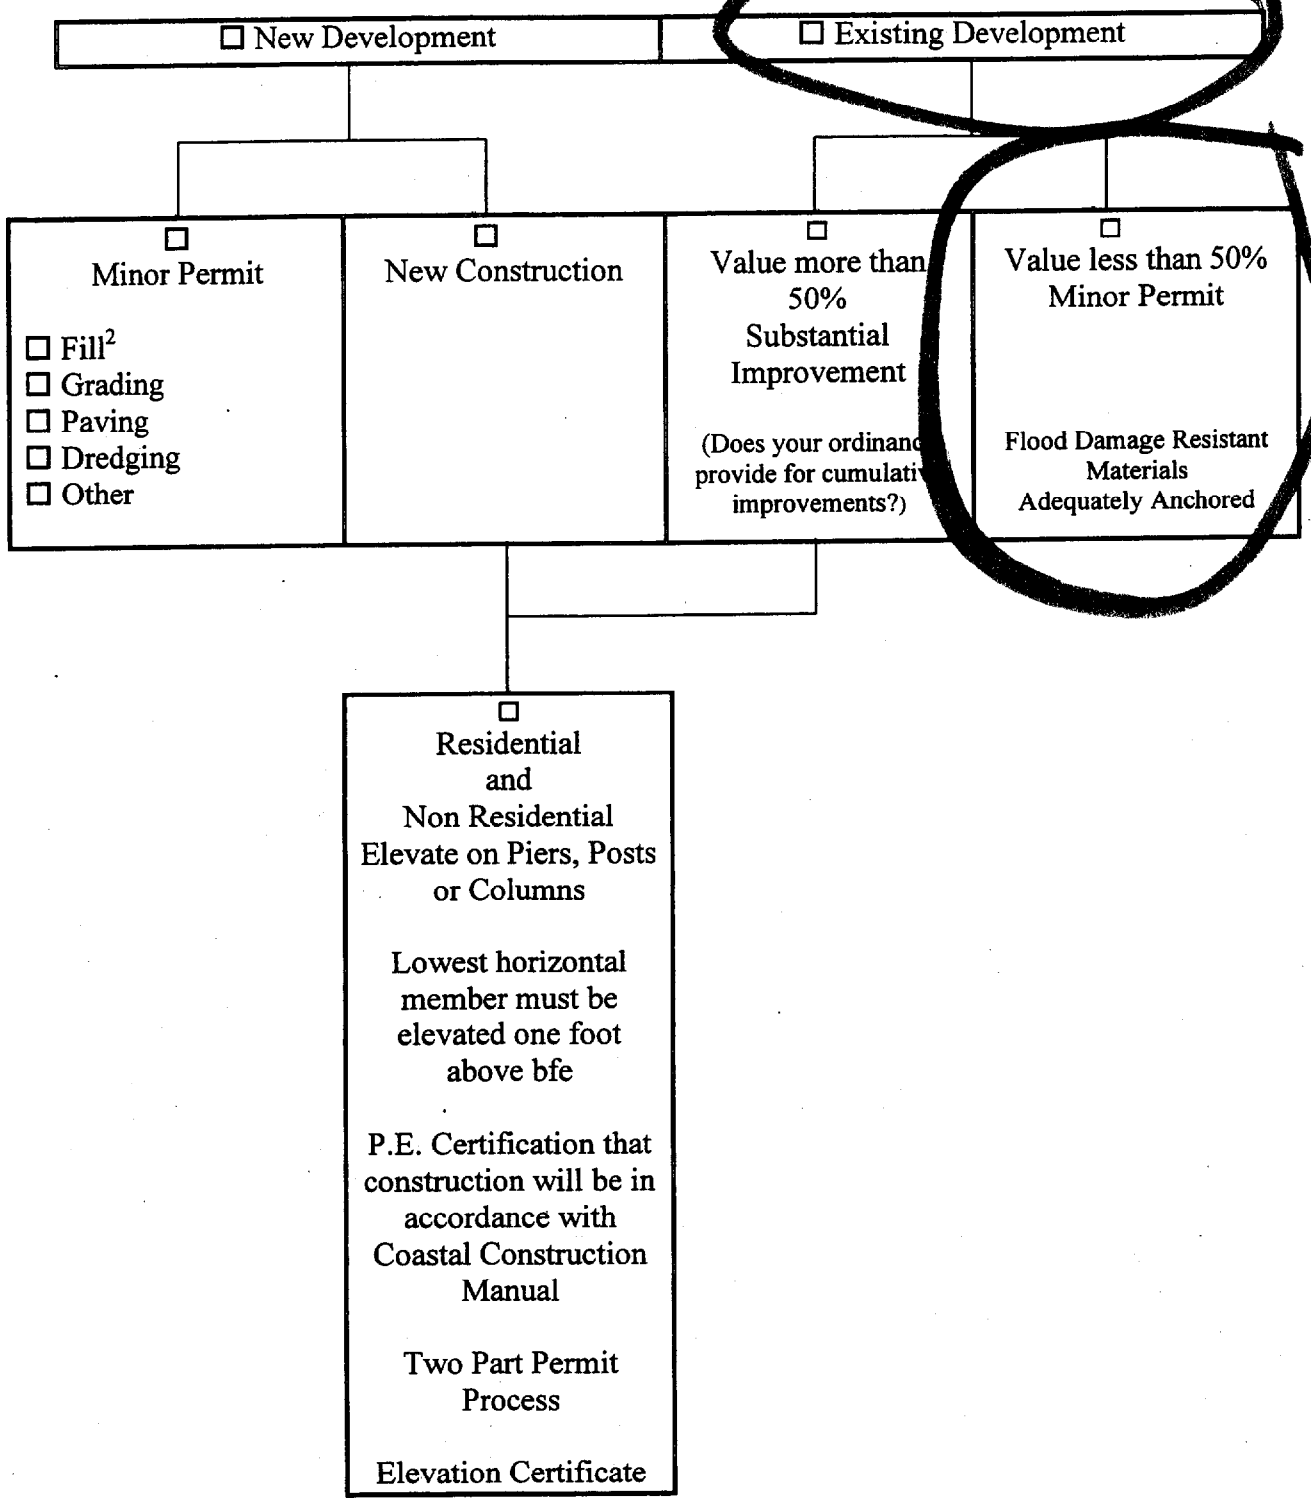 ☐ New Development
☐ Existing Development
☐
Minor Permit
☐ Fill²
☐ Grading
☐ Paving
☐ Dredging
☐ Other
☐
New Construction
☐
Value more than
50%
Substantial
Improvement
(Does your ordinanc
provide for cumulativ
improvements?)
☐
Value less than 50%
Minor Permit
Flood Damage Resistant
Materials
Adequately Anchored
☐
Residential
and
Non Residential
Elevate on Piers, Posts
or Columns
Lowest horizontal
member must be
elevated one foot
above bfe
P.E. Certification that
construction will be in
accordance with
Coastal Construction
Manual
Two Part Permit
Process
Elevation Certificate